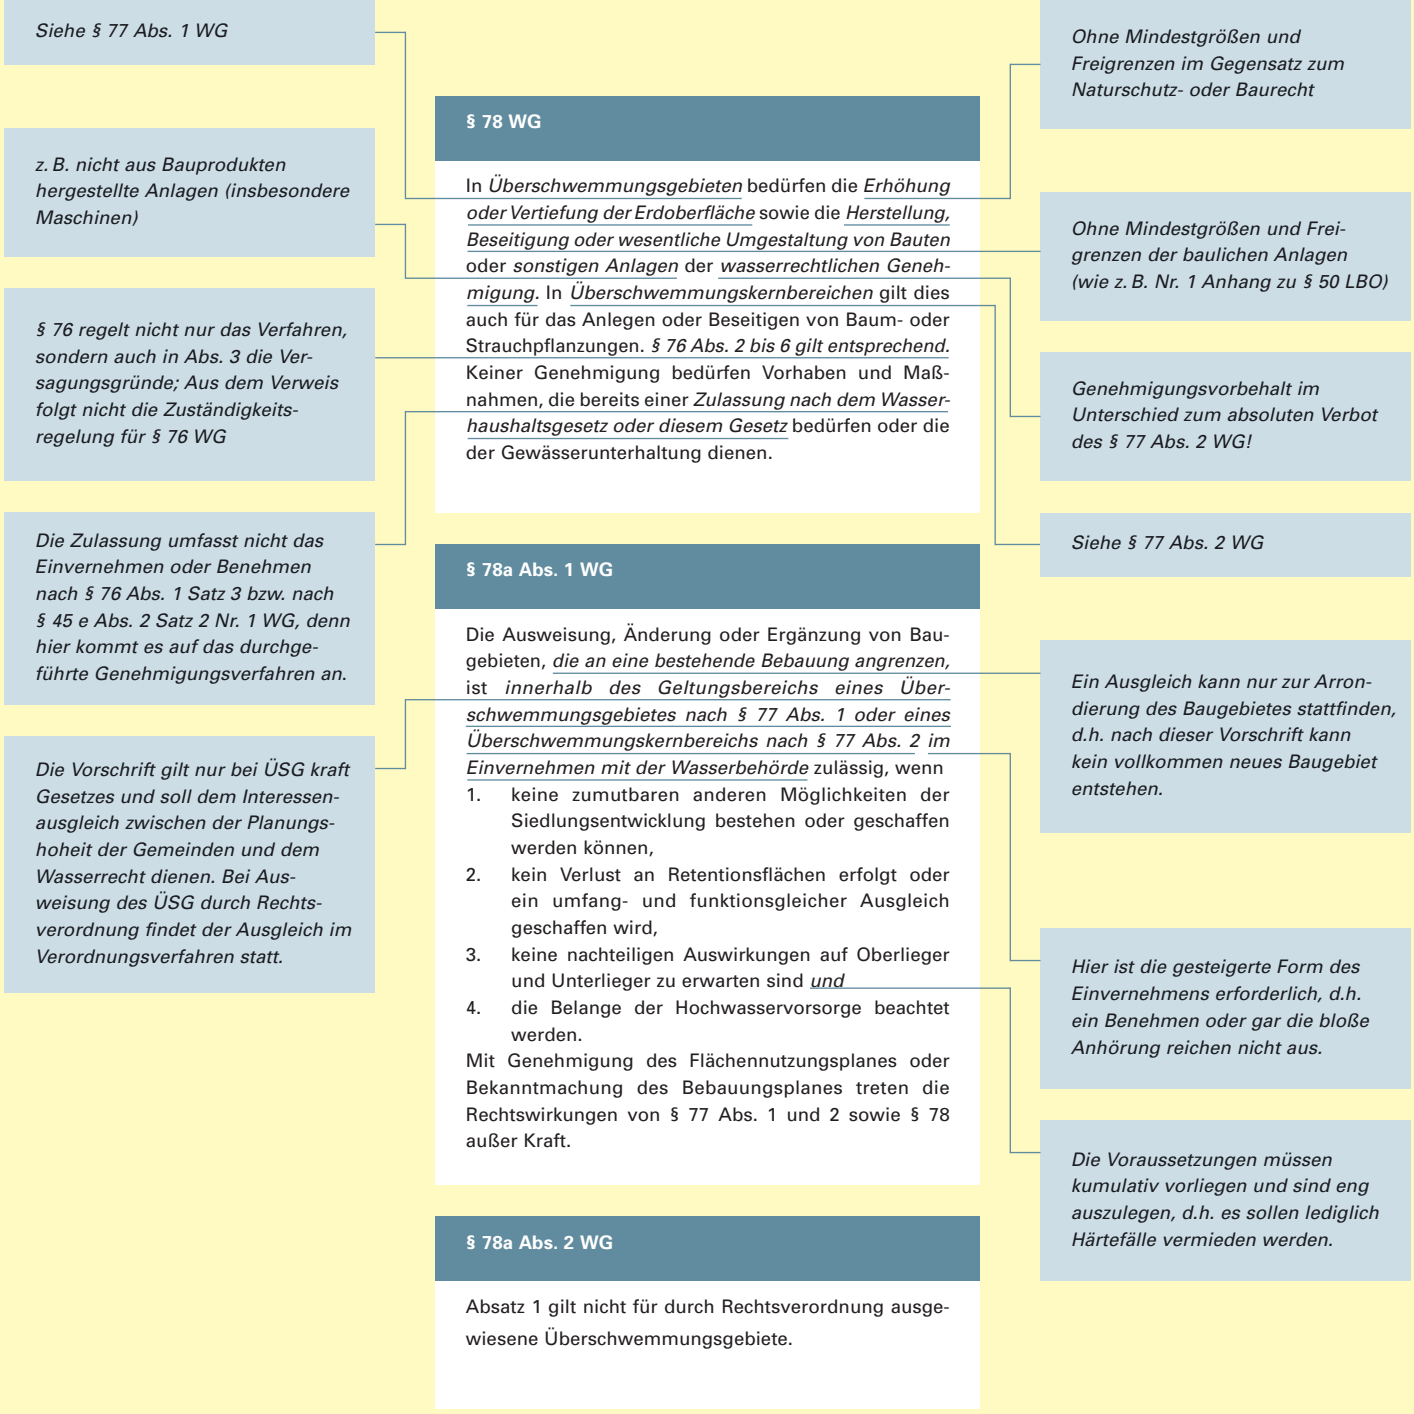 Siehe § 77 Abs. 1 WG
z. B. nicht aus Bauprodukten
hergestellte Anlagen (insbesondere
Maschinen)
§ 76 regelt nicht nur das Verfahren,
sondern auch in Abs. 3 die Ver-
sagungsgründe; Aus dem Verweis
folgt nicht die Zuständigkeits-
regelung für § 76 WG
Die Zulassung umfasst nicht das
Einvernehmen oder Benehmen
nach § 76 Abs. 1 Satz 3 bzw. nach
§ 45 e Abs. 2 Satz 2 Nr. 1 WG, denn
hier kommt es auf das durchge-
führte Genehmigungsverfahren an.
Die Vorschrift gilt nur bei ÜSG kraft
Gesetzes und soll dem Interessen-
ausgleich zwischen der Planungs-
hoheit der Gemeinden und dem
Wasserrecht dienen. Bei Aus-
weisung des ÜSG durch Rechts-
verordnung findet der Ausgleich im
Verordnungsverfahren statt.
§ 78 WG
In Überschwemmungsgebieten bedürfen die Erhöhung
oder Vertiefung der Erdoberfläche sowie die Herstellung,
Beseitigung oder wesentliche Umgestaltung von Bauten
oder sonstigen Anlagen der wasserrechtlichen Geneh-
migung. In Überschwemmungskernbereichen gilt dies
auch für das Anlegen oder Beseitigen von Baum- oder
Strauchpflanzungen. § 76 Abs. 2 bis 6 gilt entsprechend.
Keiner Genehmigung bedürfen Vorhaben und Maß-
nahmen, die bereits einer Zulassung nach dem Wasser-
haushaltsgesetz oder diesem Gesetz bedürfen oder die
der Gewässerunterhaltung dienen.
§ 78a Abs. 1 WG
Die Ausweisung, Änderung oder Ergänzung von Bau-
gebieten, die an eine bestehende Bebauung angrenzen,
ist innerhalb des Geltungsbereichs eines Über-
schwemmungsgebietes nach § 77 Abs. 1 oder eines
Überschwemmungskernbereichs nach § 77 Abs. 2 im
Einvernehmen mit der Wasserbehörde zulässig, wenn
1. keine zumutbaren anderen Möglichkeiten der
Siedlungsentwicklung bestehen oder geschaffen
werden können,
2. kein Verlust an Retentionsflächen erfolgt oder
ein umfang- und funktionsgleicher Ausgleich
geschaffen wird,
3. keine nachteiligen Auswirkungen auf Oberlieger
und Unterlieger zu erwarten sind und
4. die Belange der Hochwasservorsorge beachtet
werden.
Mit Genehmigung des Flächennutzungsplanes oder
Bekanntmachung des Bebauungsplanes treten die
Rechtswirkungen von § 77 Abs. 1 und 2 sowie § 78
außer Kraft.
§ 78a Abs. 2 WG
Absatz 1 gilt nicht für durch Rechtsverordnung ausge-
wiesene Überschwemmungsgebiete.
Ohne Mindestgrößen und
Freigrenzen im Gegensatz zum
Naturschutz- oder Baurecht
Ohne Mindestgrößen und Frei-
grenzen der baulichen Anlagen
(wie z. B. Nr. 1 Anhang zu § 50 LBO)
Genehmigungsvorbehalt im
Unterschied zum absoluten Verbot
des § 77 Abs. 2 WG!
Siehe § 77 Abs. 2 WG
Ein Ausgleich kann nur zur Arron-
dierung des Baugebietes stattfinden,
d.h. nach dieser Vorschrift kann
kein vollkommen neues Baugebiet
entstehen.
Hier ist die gesteigerte Form des
Einvernehmens erforderlich, d.h.
ein Benehmen oder gar die bloße
Anhörung reichen nicht aus.
Die Voraussetzungen müssen
kumulativ vorliegen und sind eng
auszulegen, d.h. es sollen lediglich
Härtefälle vermieden werden.